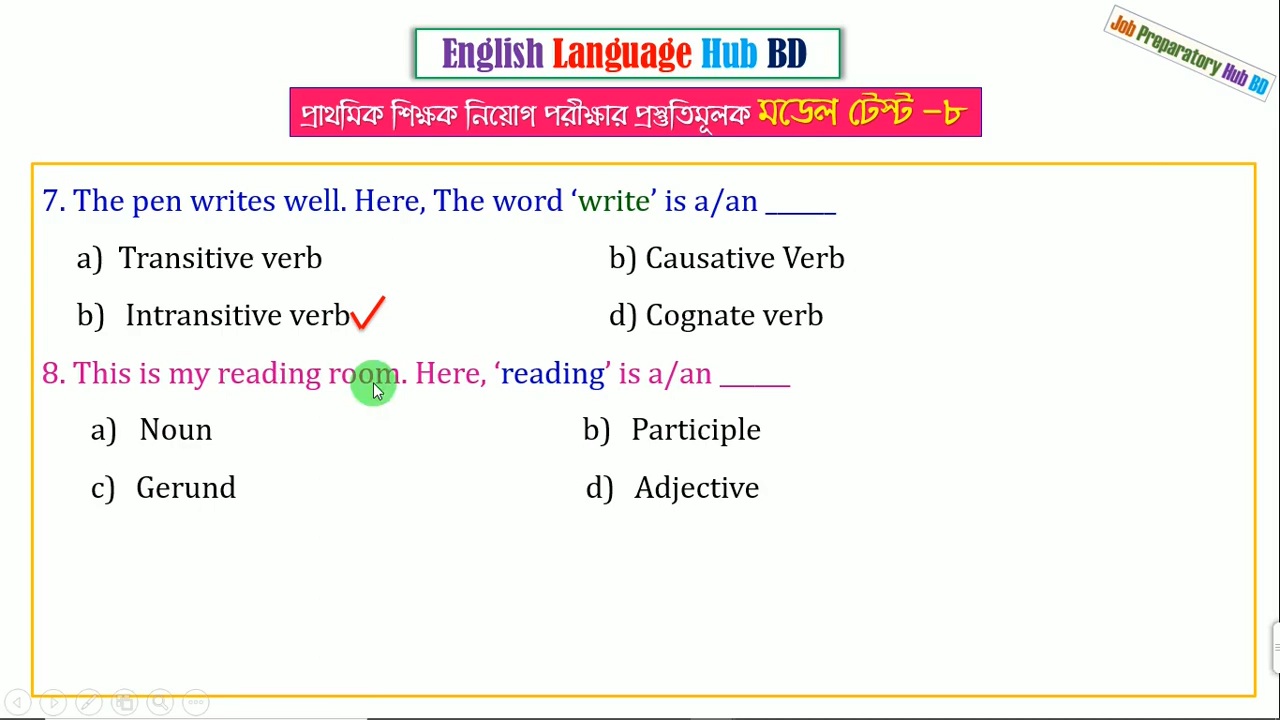 English Language Hub BD
Job Preparatory Hub BD
প্রাথমিক শিক্ষক নিয়োগ পরীক্ষার প্রস্তুতিমূলক মডেল টেস্ট –৮
7. The pen writes well. Here, The word ‘write’ is a/an _____
a) Transitive verb
b) Causative Verb
b) Intransitive verb
d) Cognate verb
8. This is my reading room. Here, ‘reading’ is a/an _____
a) Noun
b) Participle
c) Gerund
d) Adjective